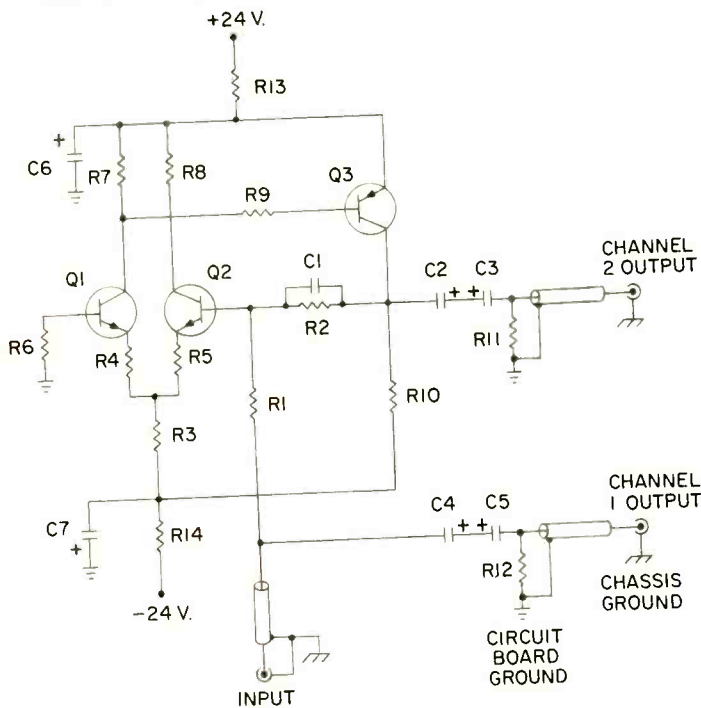 +24 V.
R13
+
C6
R7
R8
Q3
R9
Q1
Q2
C1
C2
C3
+ +
CHANNEL
2 OUTPUT
R2
R11
R6
R4
R5
R1
R10
R3
C7
+
R14
-24 V.
C4
C5
+ +
CHANNEL
1 OUTPUT
R12
CHASSIS
GROUND
CIRCUIT
BOARD
GROUND
INPUT